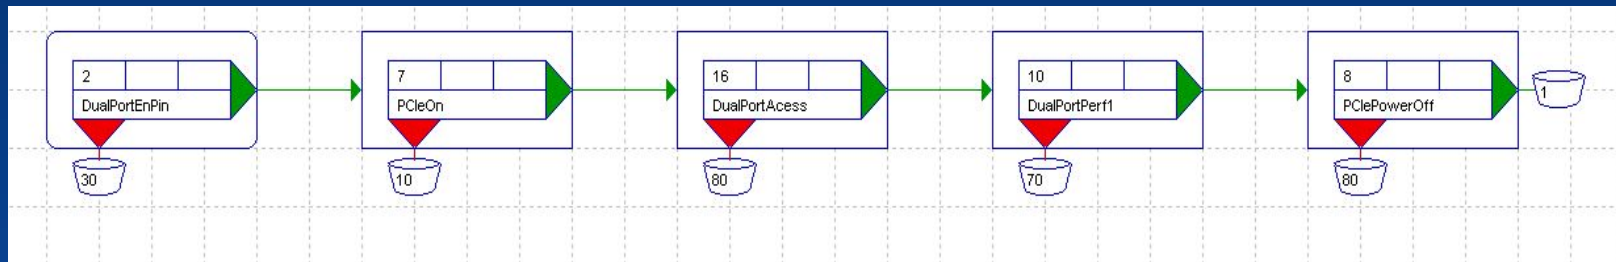 2
DualPortEnPin
30
7
PCIeOn
10
16
DualPortAcess
80
10
DualPortPerf1
70
8
PCIePowerOff
80
1